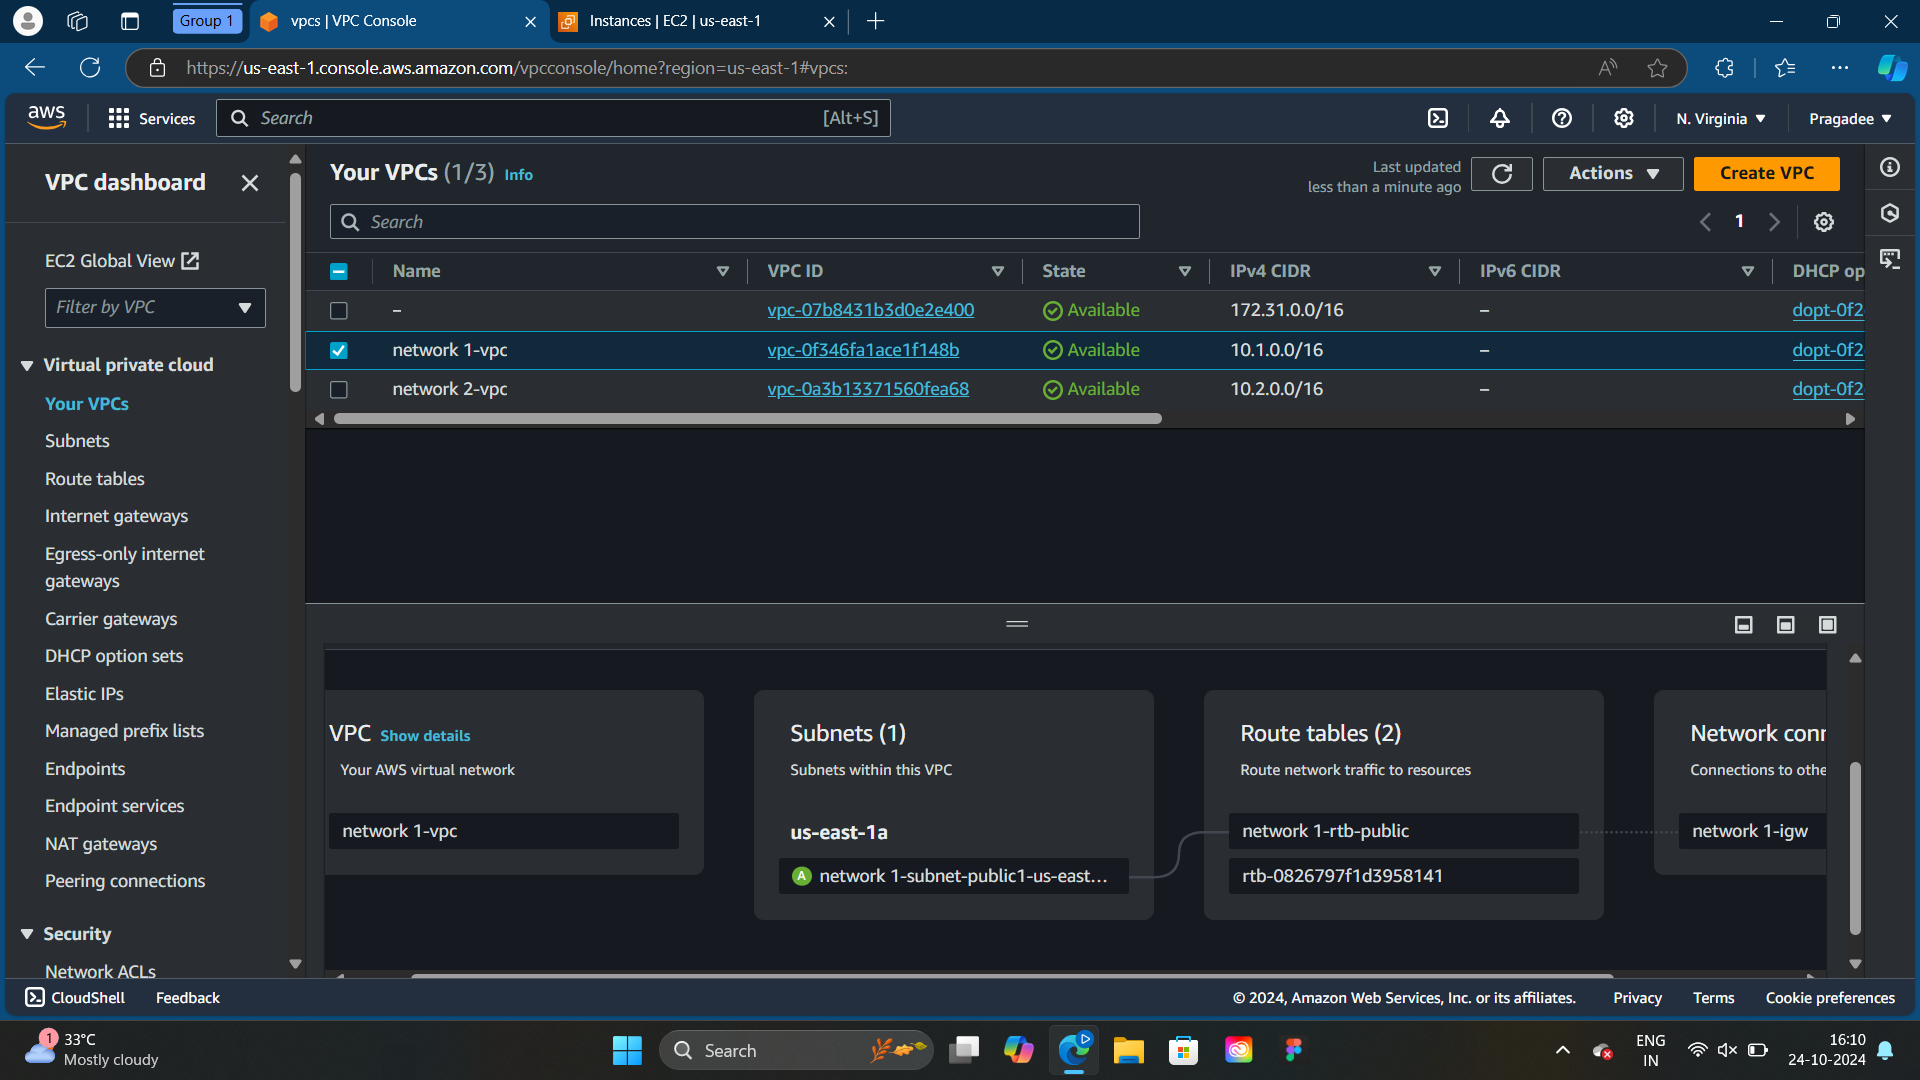 Group 1
vpcs | VPC Console
Instances | EC2 | us-east-1
https://us-east-1.console.aws.amazon.com/vpcconsole/home?region=us-east-1#vpcs:
aws
Services
Search
[Alt+S]
N. Virginia
Pragadee
VPC dashboard
EC2 Global View
Filter by VPC
Virtual private cloud
Your VPCs
Subnets
Route tables
Internet gateways
Egress-only internet
gateways
Carrier gateways
DHCP option sets
Elastic IPs
Managed prefix lists
Endpoints
Endpoint services
NAT gateways
Peering connections
Security
Network ACLs
Your VPCs (1/3) Info
Last updated
less than a minute ago
Actions
Create VPC
Search
1
Name VPC ID State IPv4 CIDR IPv6 CIDR DHCP op
– vpc-07b8431b3d0e2e400 Available 172.31.0.0/16 – dopt-0f2
network 1-vpc vpc-0f346fa1ace1f148b Available 10.1.0.0/16 – dopt-0f2
network 2-vpc vpc-0a3b13371560fea68 Available 10.2.0.0/16 – dopt-0f2
VPC Show details
Your AWS virtual network
network 1-vpc
Subnets (1)
Subnets within this VPC
us-east-1a
A network 1-subnet-public1-us-east...
Route tables (2)
Route network traffic to resources
network 1-rtb-public
rtb-0826797f1d3958141
Network conn
Connections to othe
network 1-igw
CloudShell
Feedback
© 2024, Amazon Web Services, Inc. or its affiliates.
Privacy
Terms
Cookie preferences
1
33°C
Mostly cloudy
Search
ENG
IN
16:10
24-10-2024